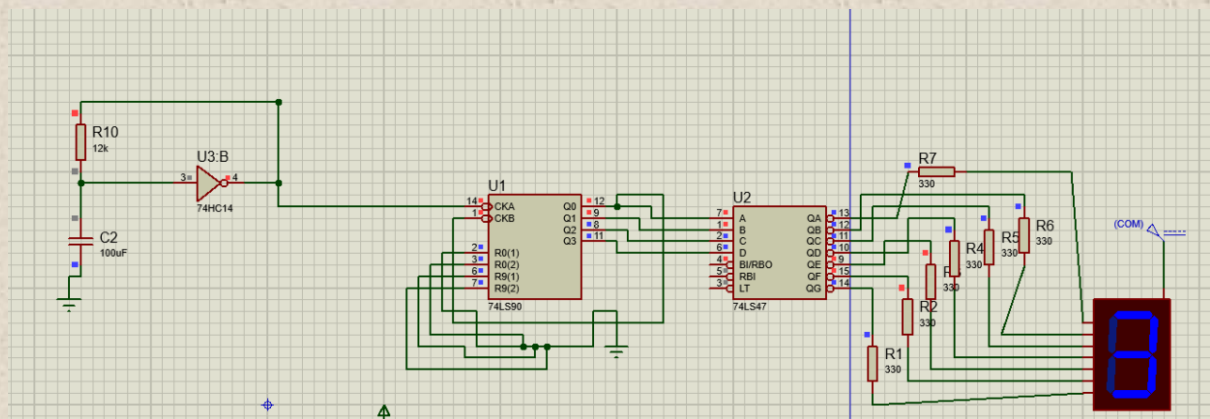 R10
12k
U3:B
3
4
74HC14
C2
100uF
U1
14 CKA Q0 12
1 CKB Q1 9
Q2 8
Q3 11
2 R0(1)
3 R0(2)
6 R9(1)
7 R9(2)
74LS90
U2
7 A QA 13
1 B QB 12
2 C QC 11
6 D QD 10
4 BI/RBO QE 9
5 RBI QF 15
3 LT QG 14
74LS47
R7
330
R6
330
R5
330
R4
330
330
R2
330
R1
330
(COM)